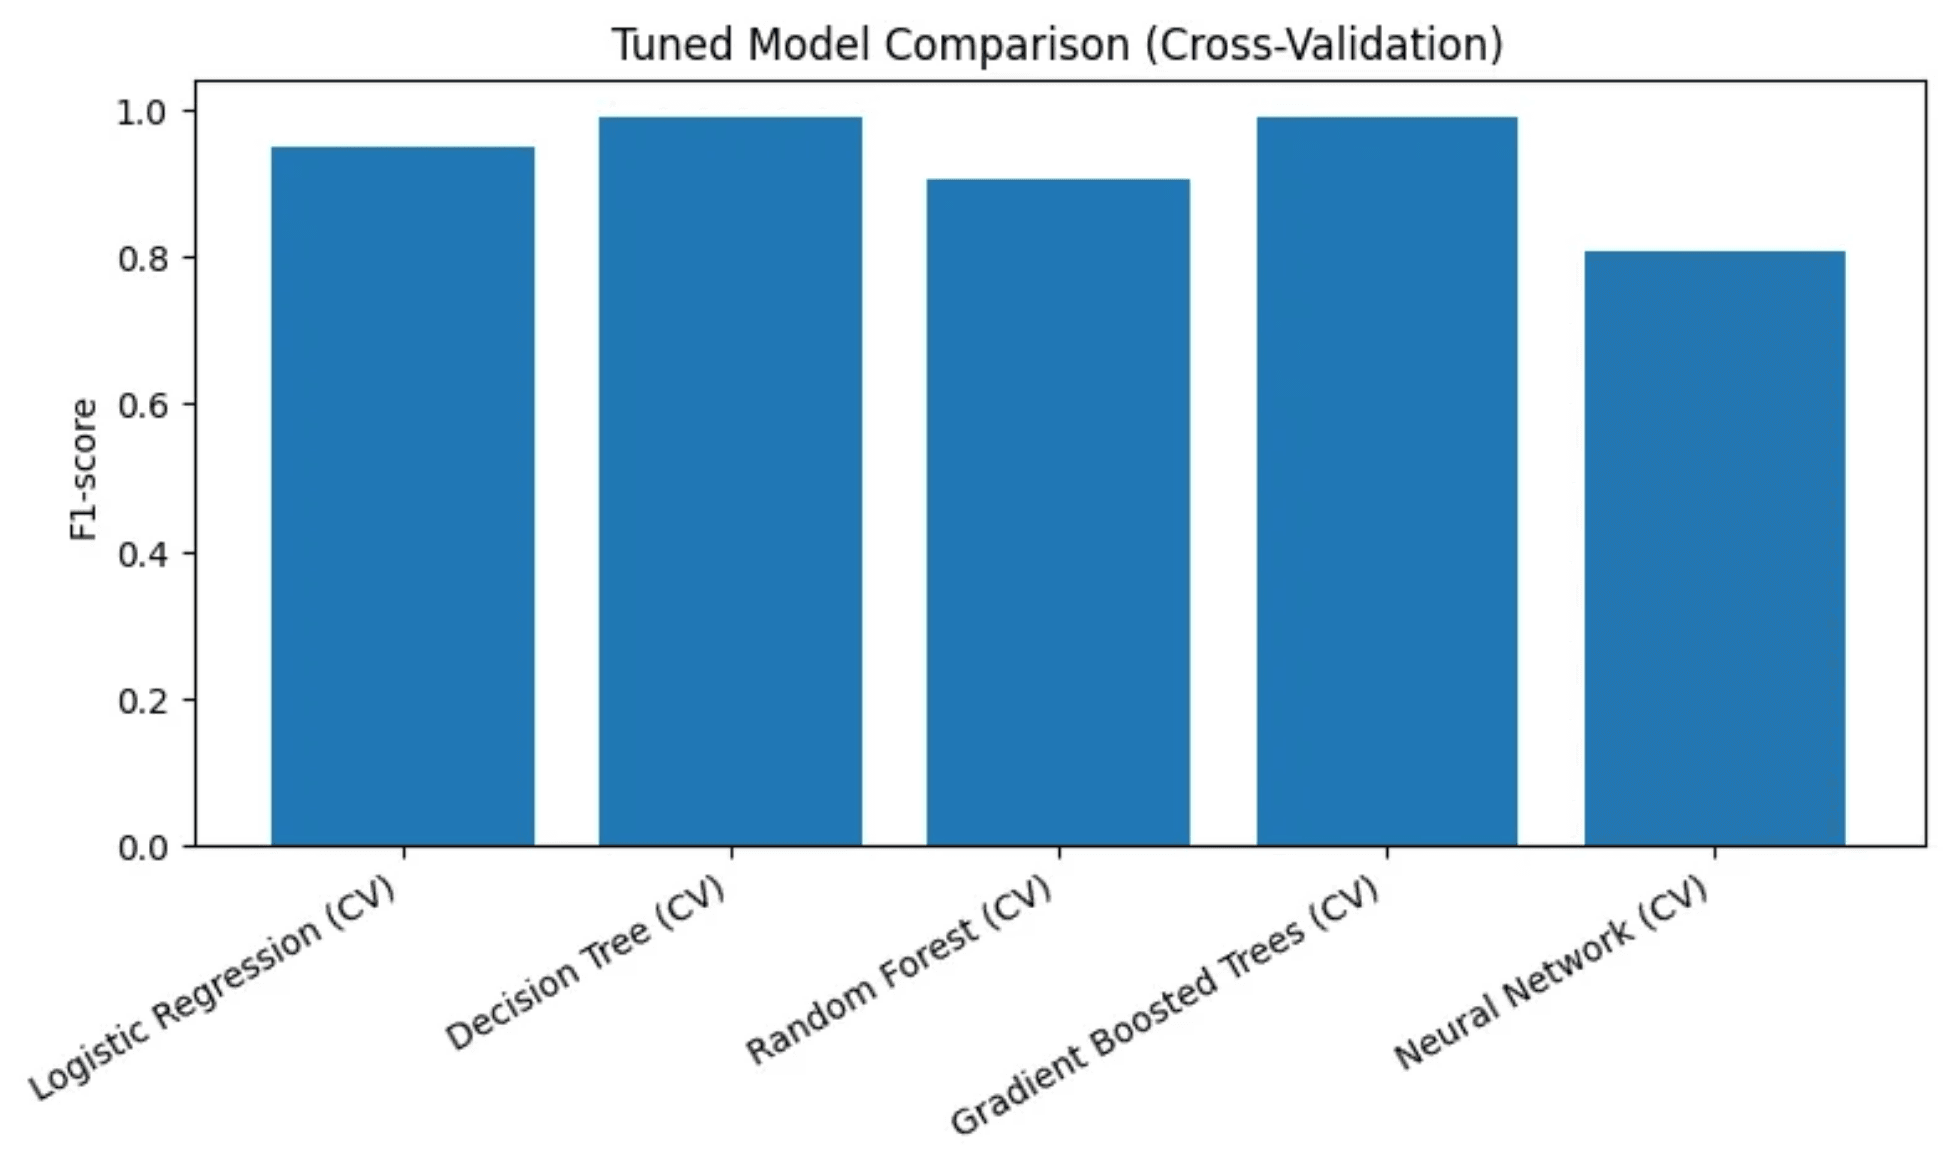 Tuned Model Comparison (Cross-Validation)
F1-score
1.0
0.8
0.6
0.4
0.2
0.0
Logistic Regression (CV)
Decision Tree (CV)
Random Forest (CV)
Gradient Boosted Trees (CV)
Neural Network (CV)